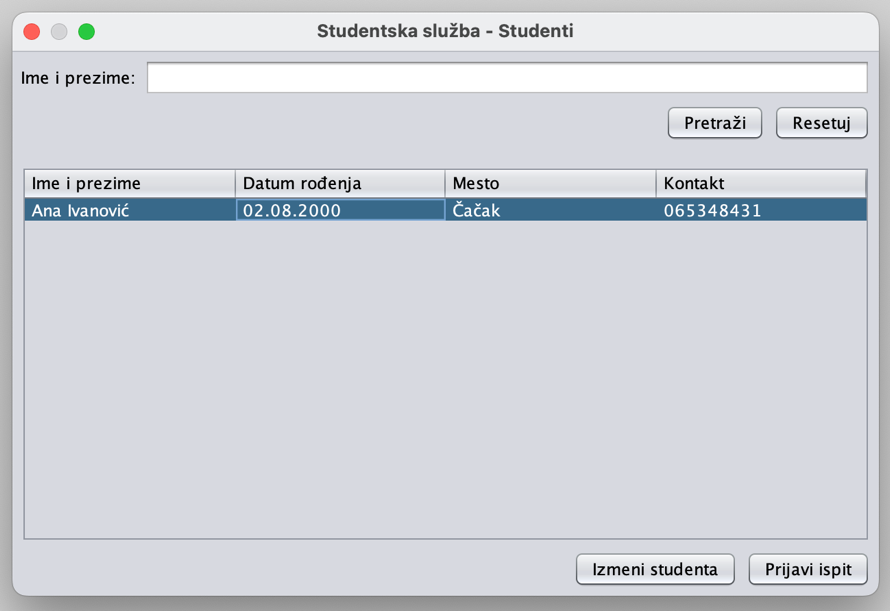 Studentska služba - Studenti
Ime i prezime:
Pretraži Resetuj
Ime i prezime Datum rođenja Mesto Kontakt
Ana Ivanović 02.08.2000 Čačak 065348431
Izmeni studenta Prijavi ispit